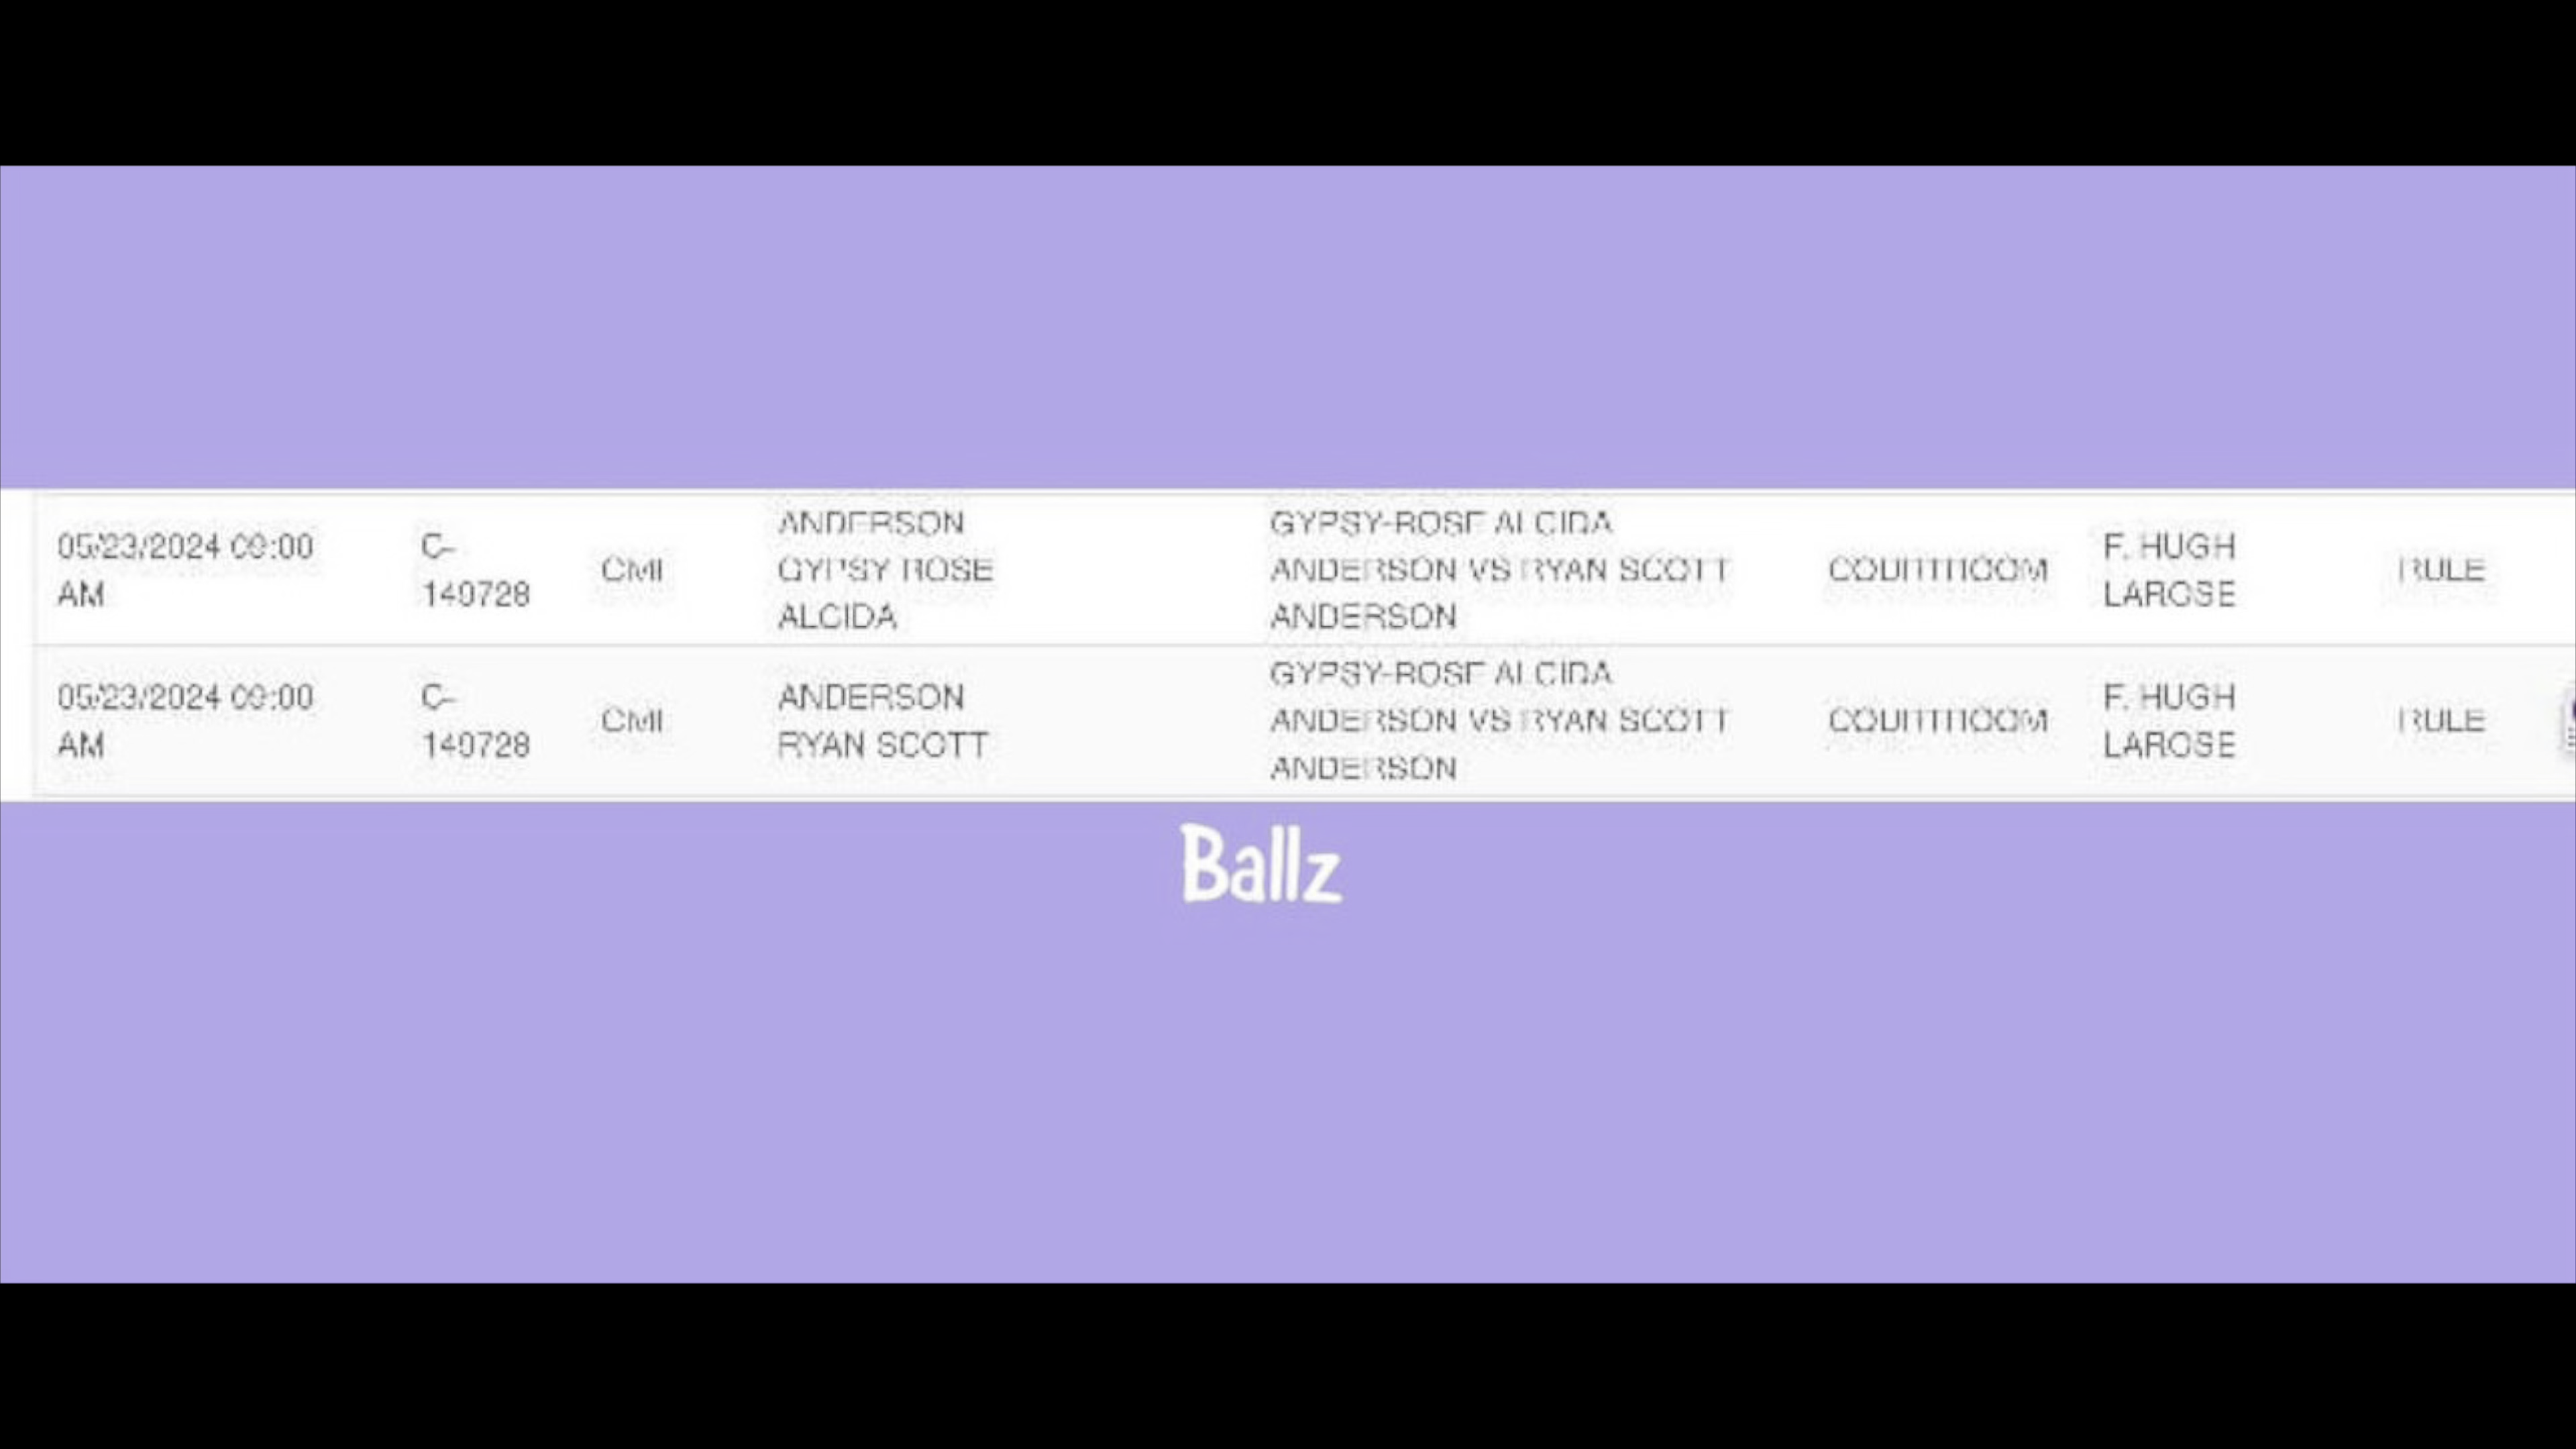 05/23/2024 09:00 AM C-140728 CMI ANDERSON GYPSY ROSE ALCIDA GYPSY-ROSE ALCIDA ANDERSON VS RYAN SCOTT ANDERSON COURTROOM F. HUGH LAROSE RULE
05/23/2024 09:00 AM C-140728 CMI ANDERSON RYAN SCOTT GYPSY-ROSE ALCIDA ANDERSON VS RYAN SCOTT ANDERSON COURTROOM F. HUGH LAROSE RULE
Ballz